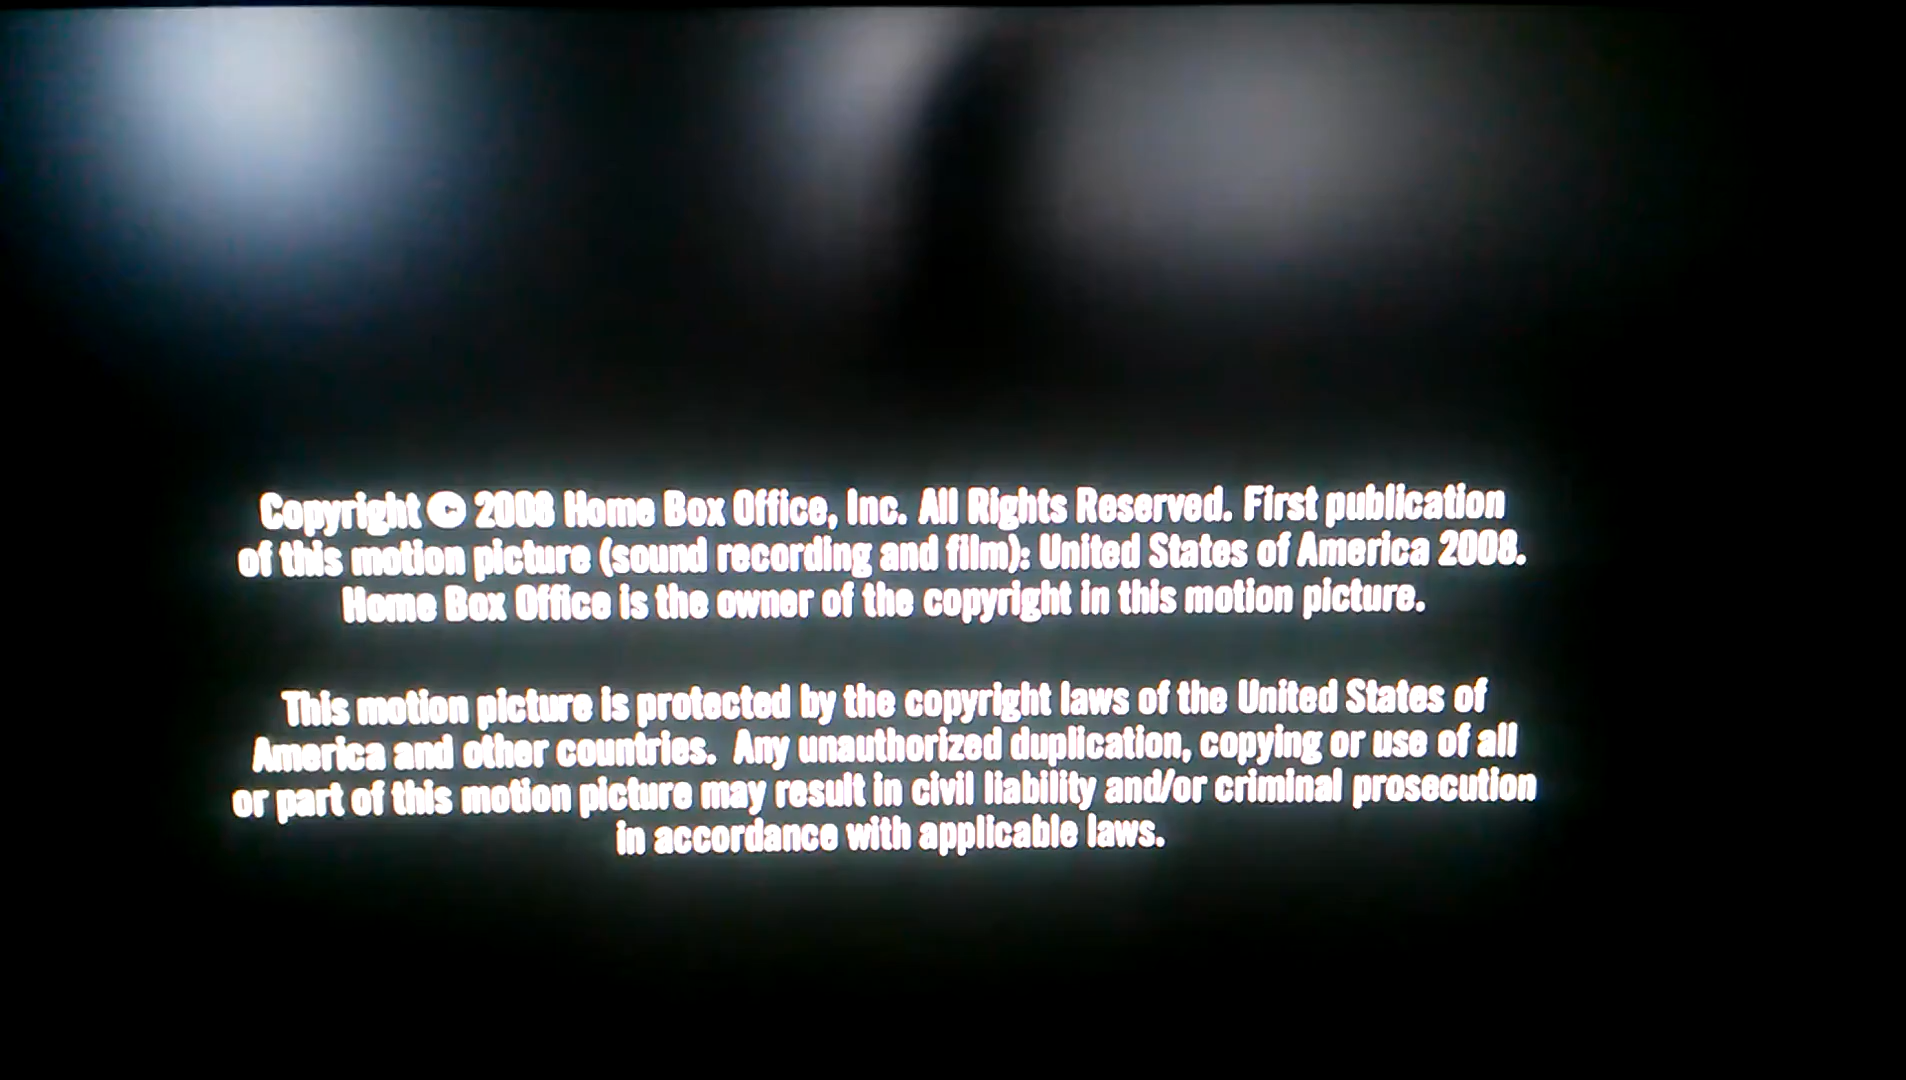 Copyright © 2008 Home Box Office, Inc. All Rights Reserved. First publication
of this motion picture (sound recording and film): United States of America 2008.
Home Box Office is the owner of the copyright in this motion picture.
This motion picture is protected by the copyright laws of the United States of
America and other countries.  Any unauthorized duplication, copying or use of all
or part of this motion picture may result in civil liability and/or criminal prosecution
in accordance with applicable laws.